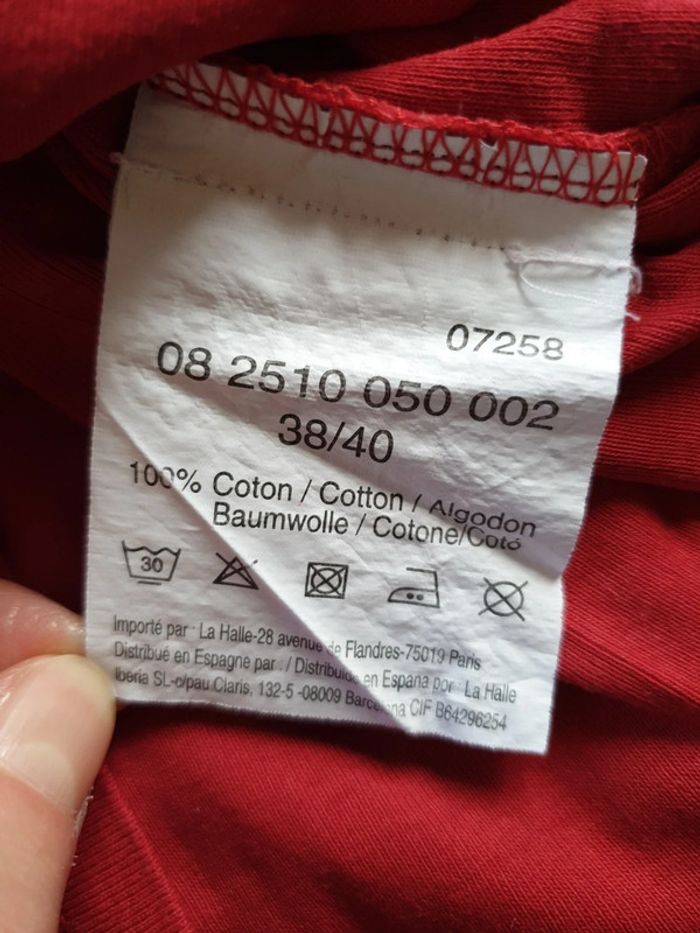 07258
08 2510 050 002
38/40
100% Coton / Cotton / Algodon
Baumwolle / Cotone/Coto
30
Importé par : La Halle-28 avenue de Flandres-75019 Paris
Distribué en Espagne par : / Distribuido en Espana por : La Halle
Iberia SL-c/pau Claris, 132-5 -08009 Barcelona CIF B64296254